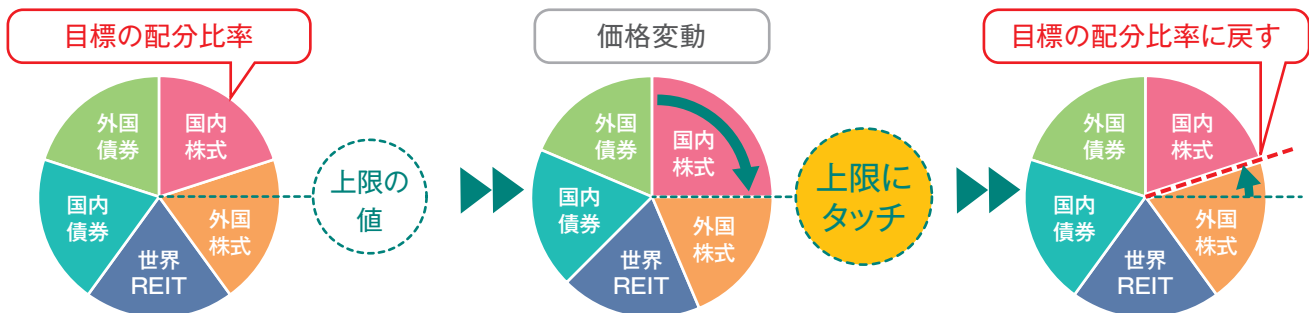 目標の配分比率
外国
債券
国内
株式
国内
債券
外国
株式
世界
REIT
上限の
値
価格変動
外国
債券
国内
株式
国内
債券
外国
株式
世界
REIT
上限に
タッチ
目標の配分比率に戻す
外国
債券
国内
株式
国内
債券
外国
株式
世界
REIT